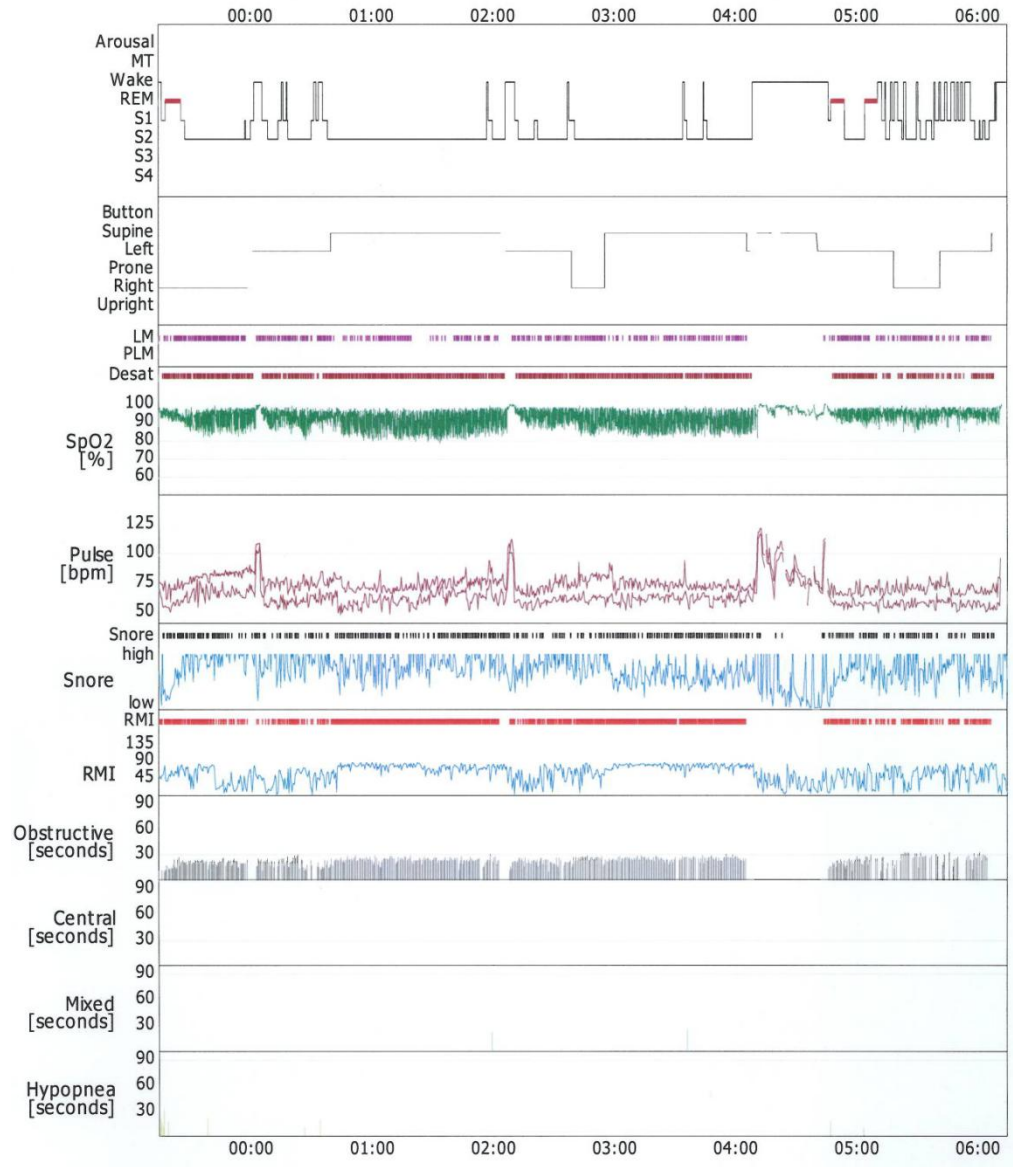 00:00 01:00 02:00 03:00 04:00 05:00 06:00
Arousal
MT
Wake
REM
S1
S2
S3
S4
Button
Supine
Left
Prone
Right
Upright
LM
PLM
Desat
100
90
80
70
60
SpO2
[%]
125
100
75
50
Pulse
[bpm]
Snore
high
Snore
low
RMI
135
90
45
RMI
90
60
30
Obstructive
[seconds]
90
60
30
Central
[seconds]
90
60
30
Mixed
[seconds]
90
60
30
Hypopnea
[seconds]
00:00 01:00 02:00 03:00 04:00 05:00 06:00